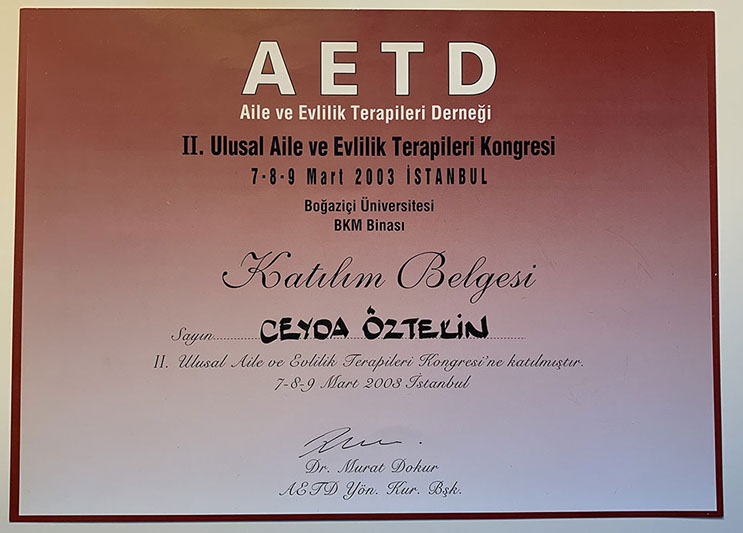 AETD
Aile ve Evlilik Terapileri Derneği
II. Ulusal Aile ve Evlilik Terapileri Kongresi
7-8-9 Mart 2003 İSTANBUL
Boğaziçi Üniversitesi
BKM Binası
Katılım Belgesi
Sayın.......... CEYDA ÖZTEKİN ..........
II. Ulusal Aile ve Evlilik Terapileri Kongresi'ne katılmıştır.
7-8-9 Mart 2003 İstanbul
Dr. Murat Dokur
AETD Yön. Kur. Bşk.